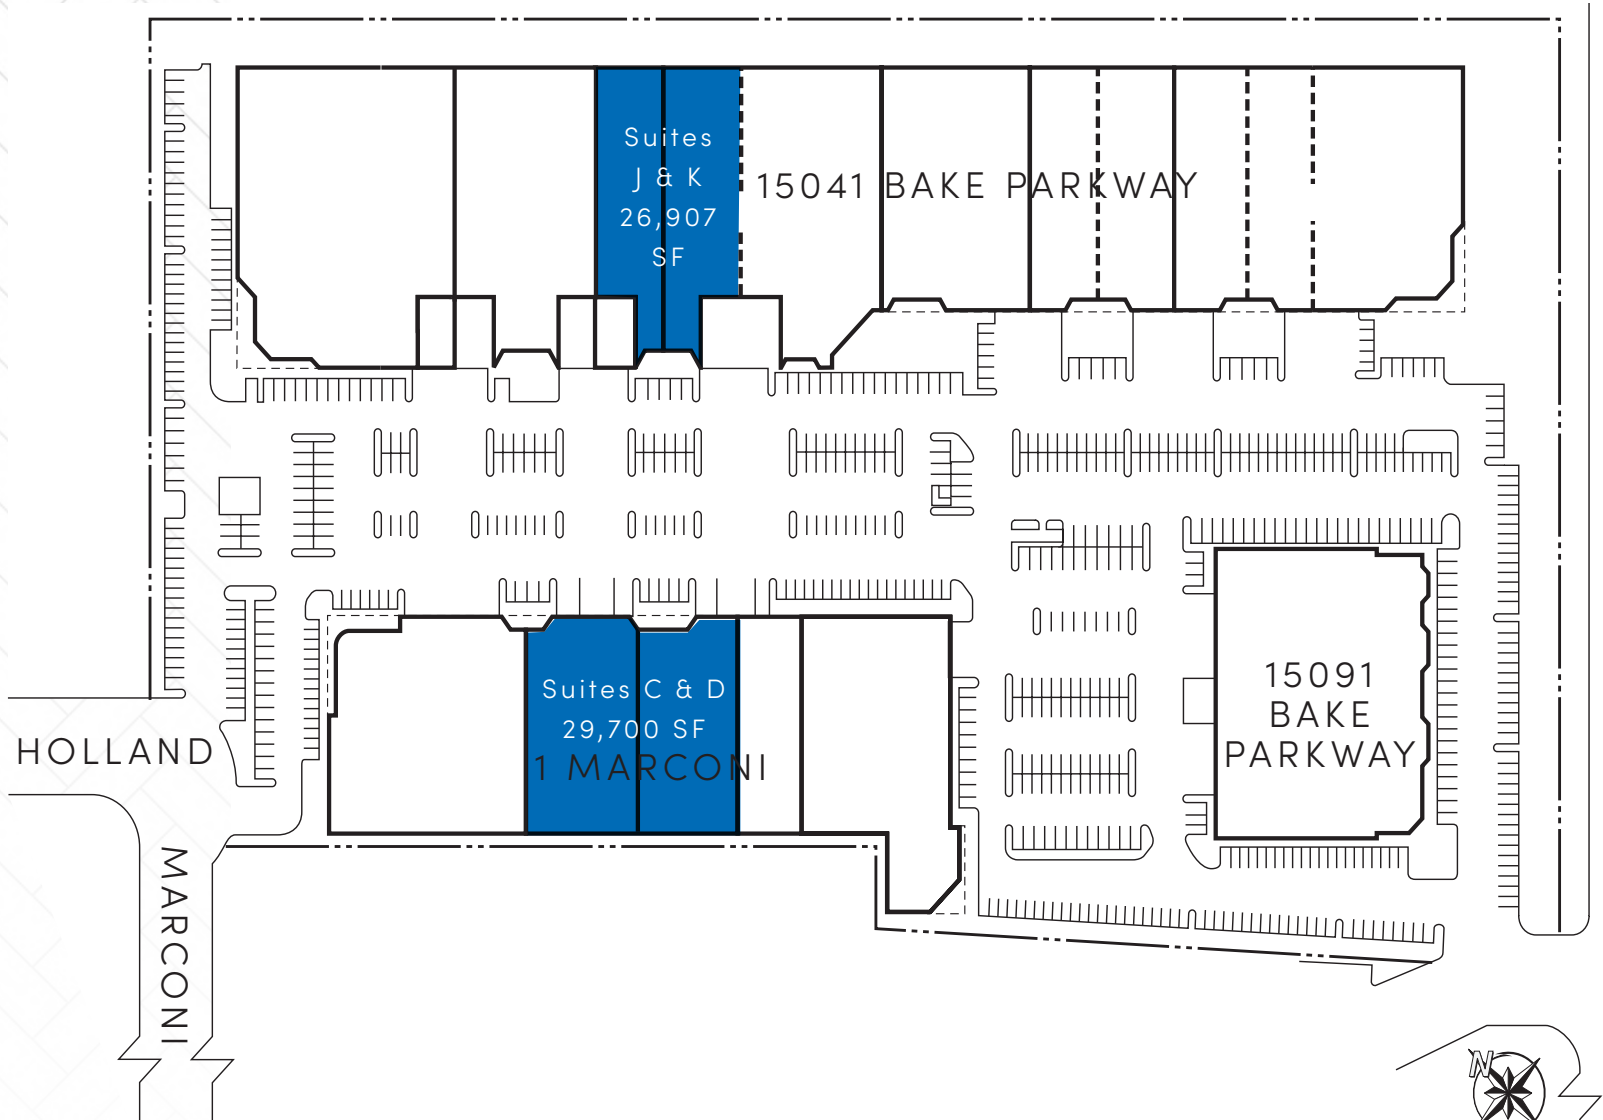 Suites
J & K
26,907
SF
15041 BAKE PARKWAY
Suites C & D
29,700 SF
1 MARCONI
15091
BAKE
PARKWAY
HOLLAND
MARCONI
N